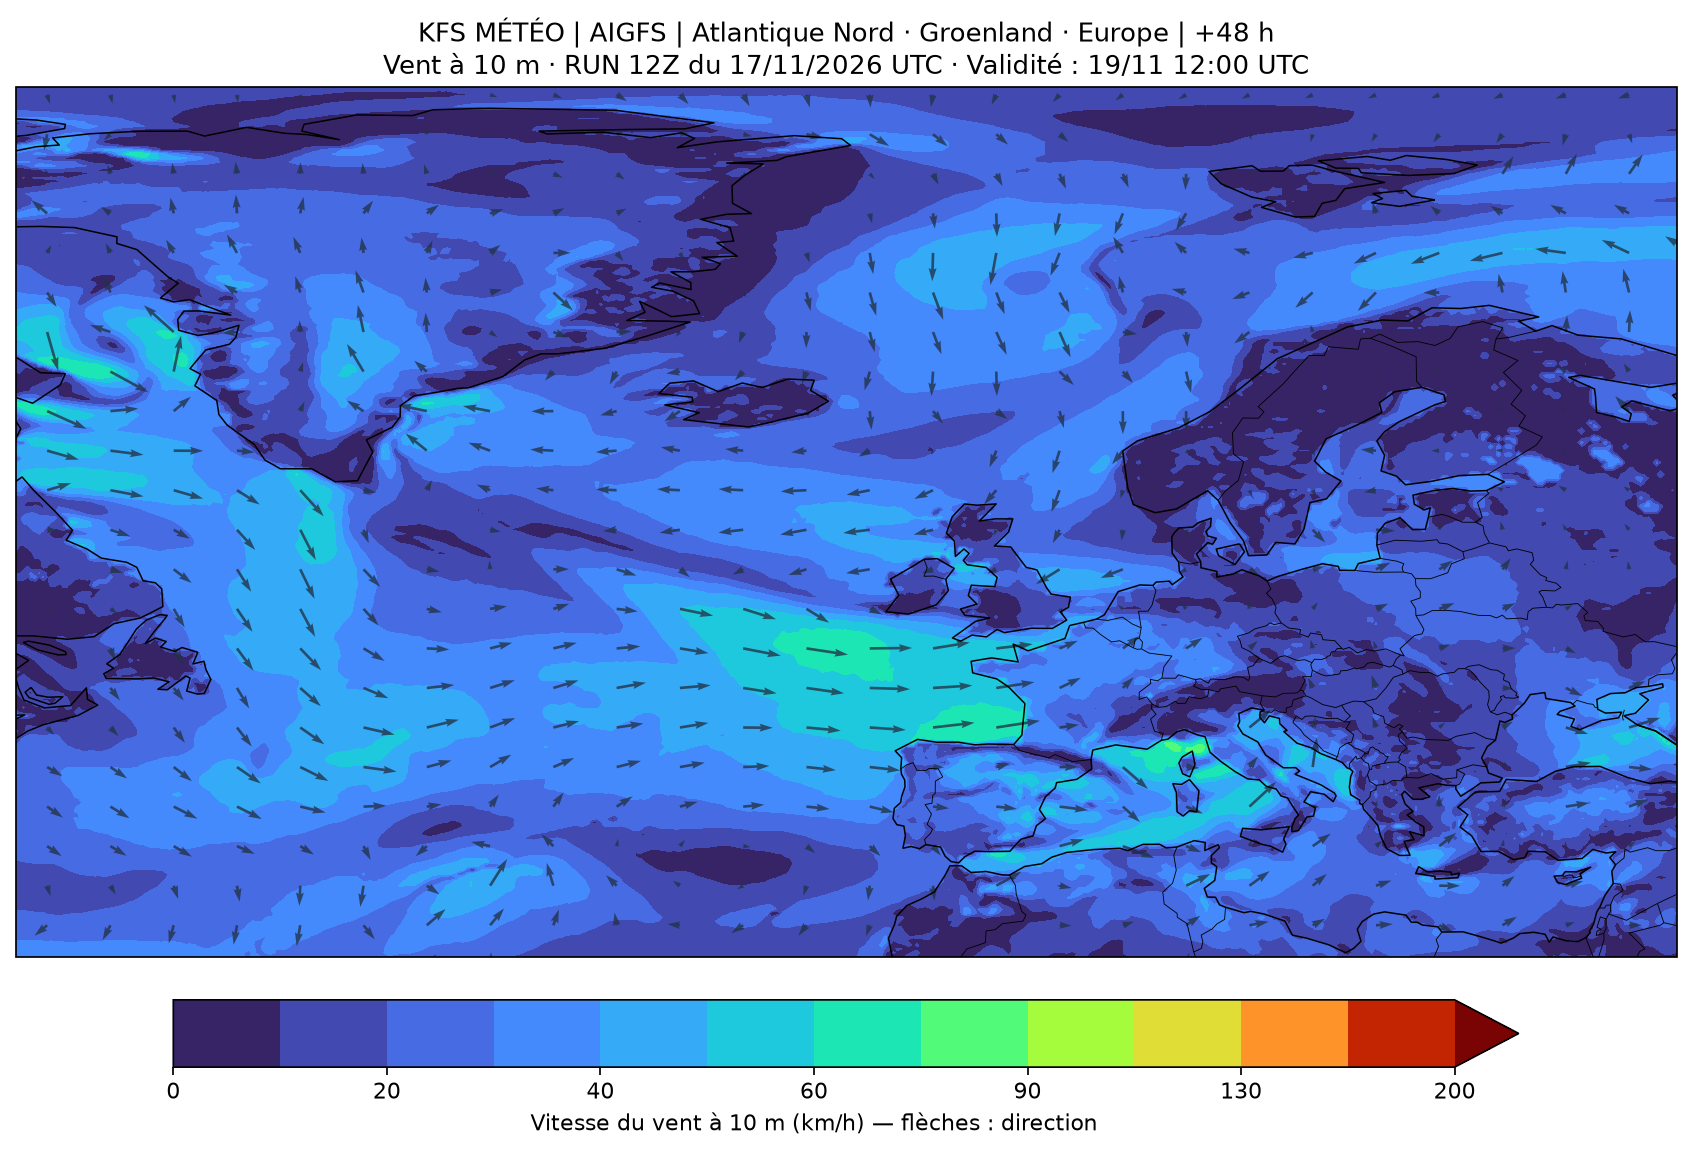 KFS MÉTÉO | AIGFS | Atlantique Nord · Groenland · Europe | +48 h
Vent à 10 m · RUN 12Z du 17/11/2026 UTC · Validité : 19/11 12:00 UTC
0 20 40 60 90 130 200
Vitesse du vent à 10 m (km/h) — flèches : direction